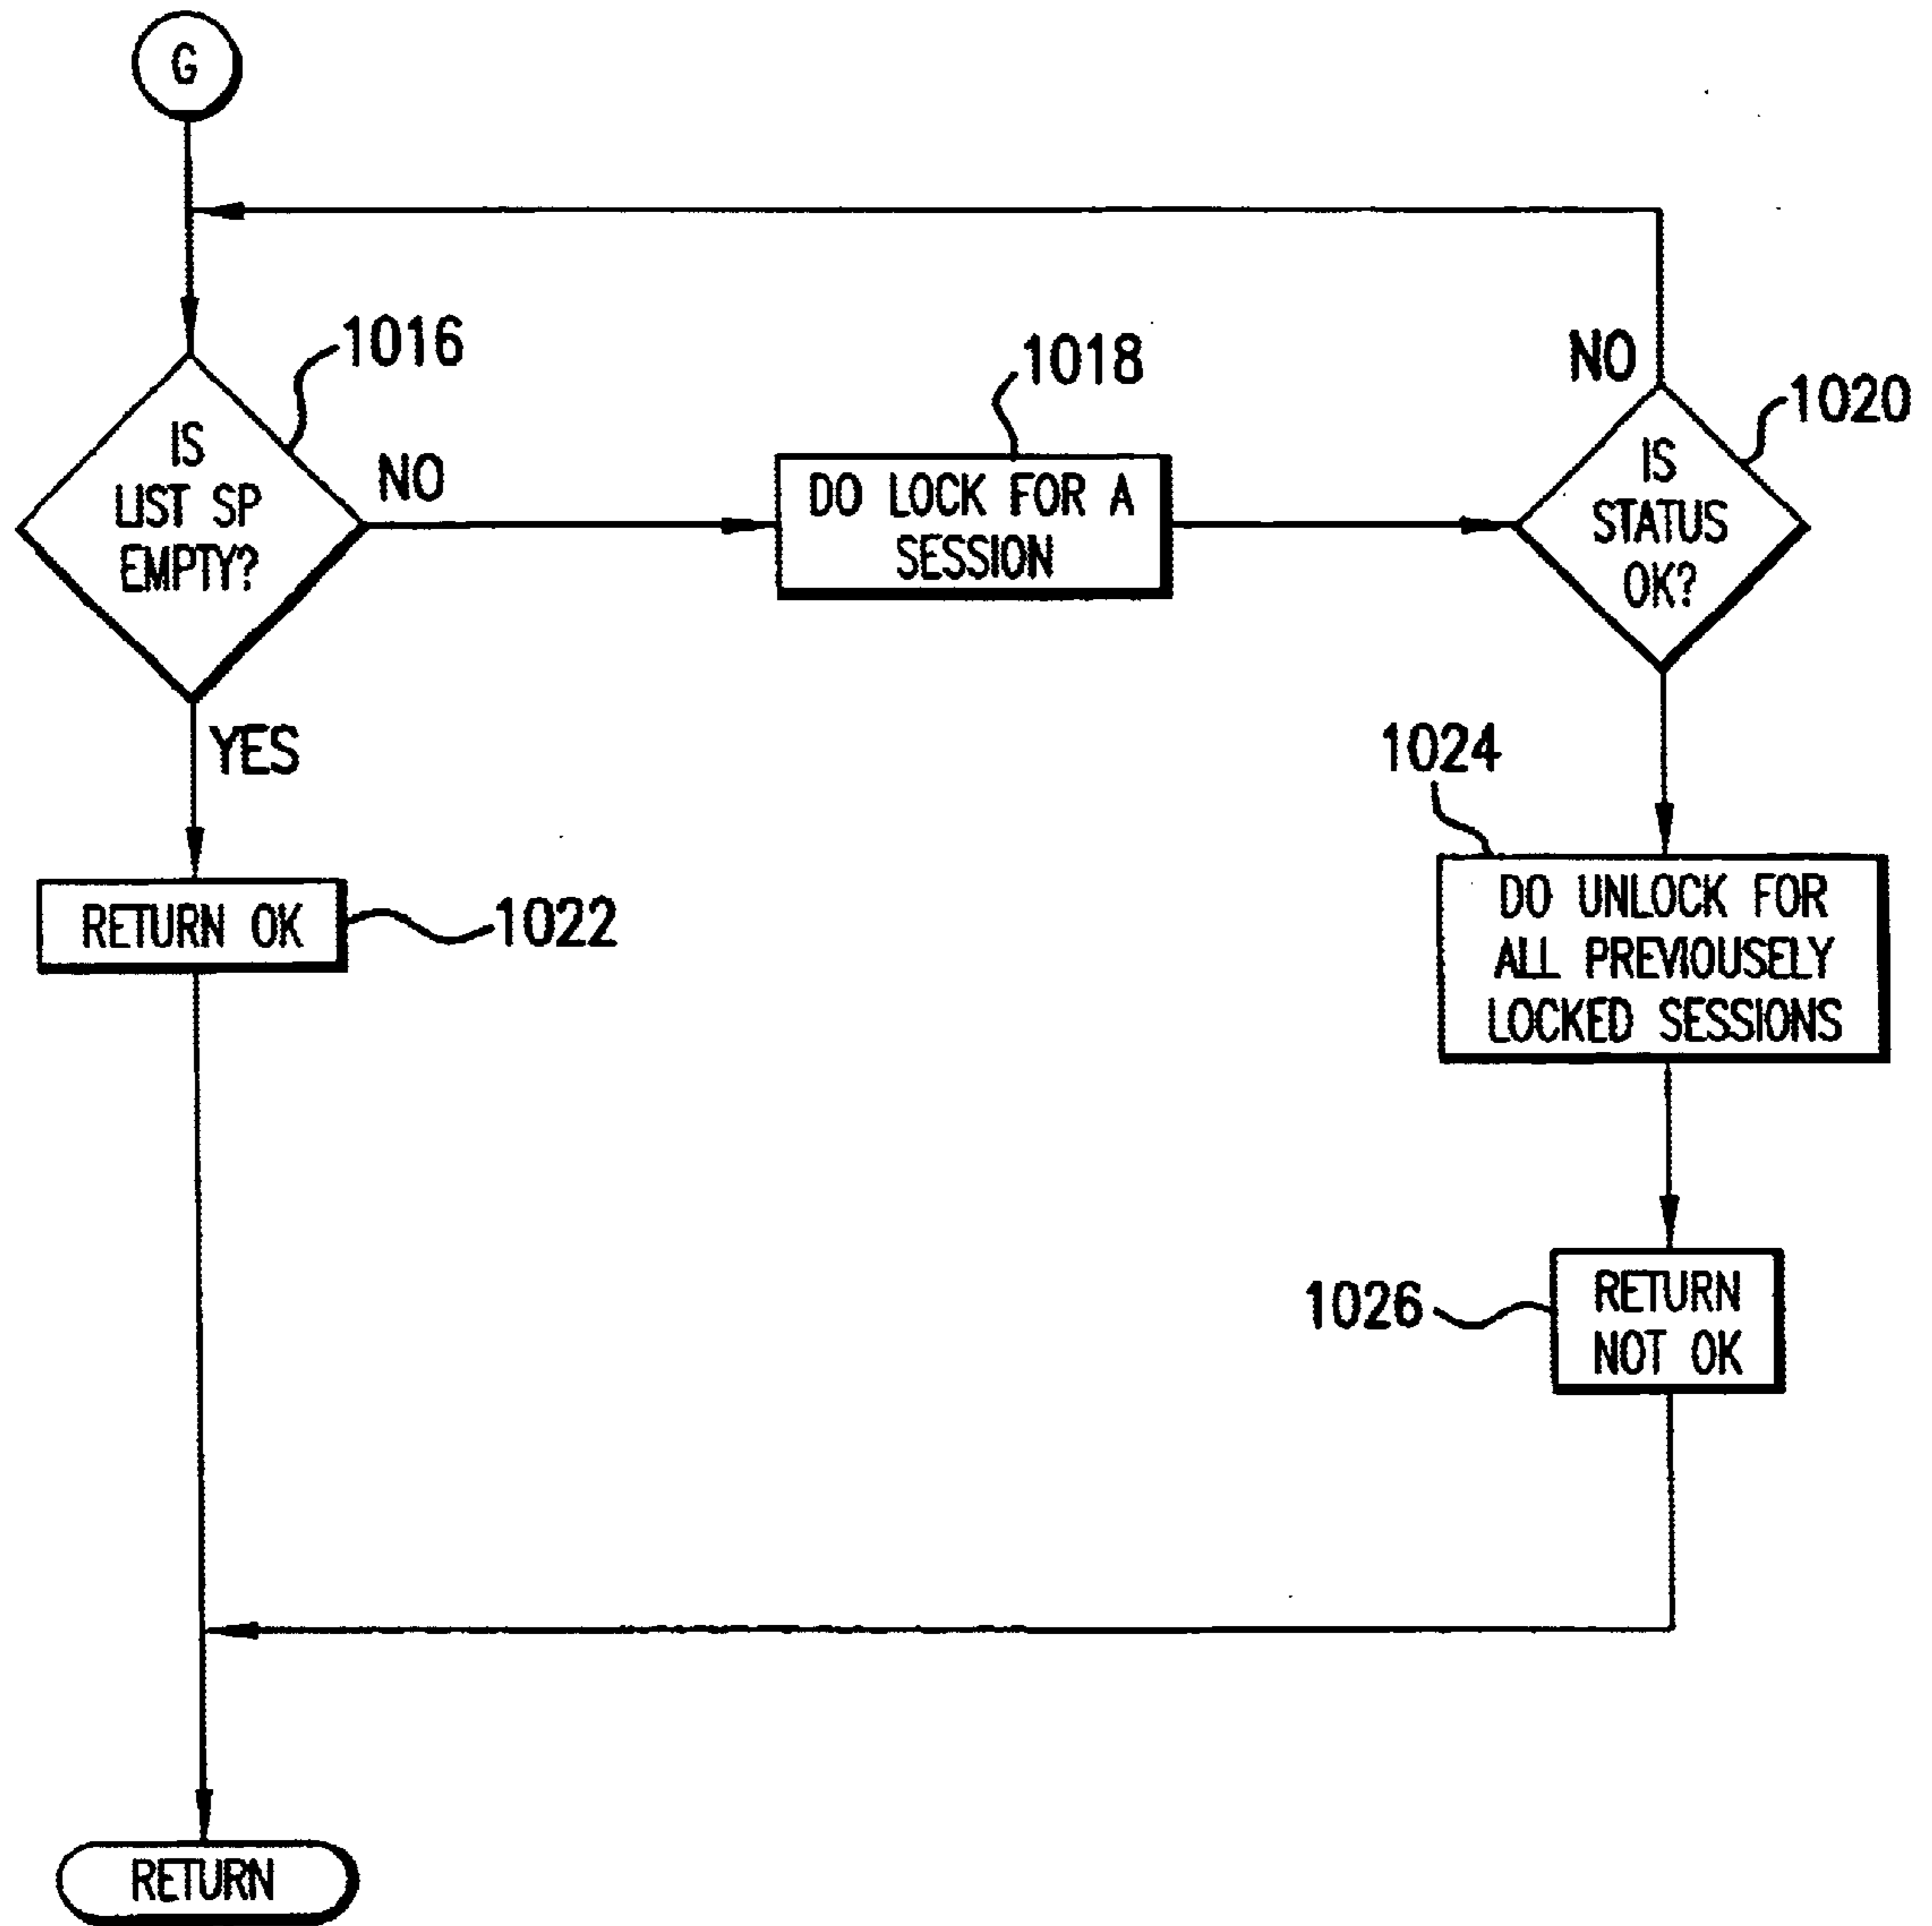 G
1016
IS
LIST SP
EMPTY?
NO
1018
DO LOCK FOR A
SESSION
NO
1020
IS
STATUS
OK?
YES
RETURN OK
1022
1024
DO UNLOCK FOR
ALL PREVIOUSELY
LOCKED SESSIONS
1026
RETURN
NOT OK
RETURN